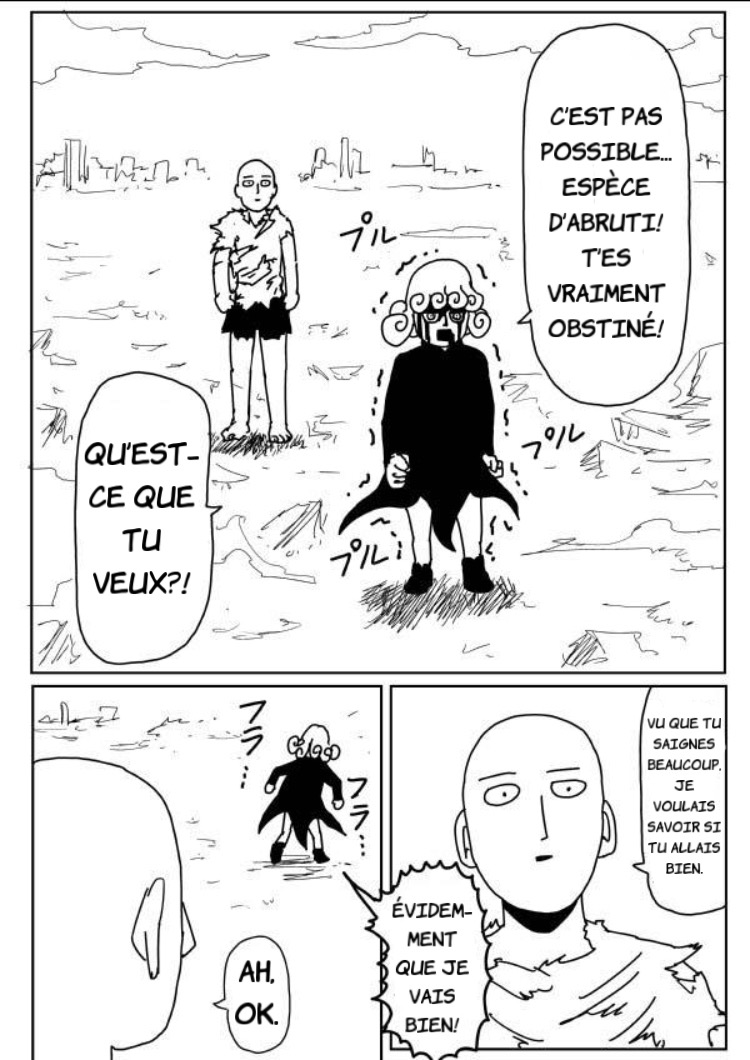 C'EST PAS
POSSIBLE...
ESPÈCE
D'ABRUTI!
T'ES
VRAIMENT
OBSTINÉ!
プル
プル
プル
QU'EST-
CE QUE
TU
VEUX?!
VU QUE TU
SAIGNES
BEAUCOUP,
JE
VOULAIS
SAVOIR SI
TU ALLAIS
BIEN.
ÉVIDEM-
MENT
QUE JE
VAIS
BIEN!
フラ…
フラ…
AH,
OK.